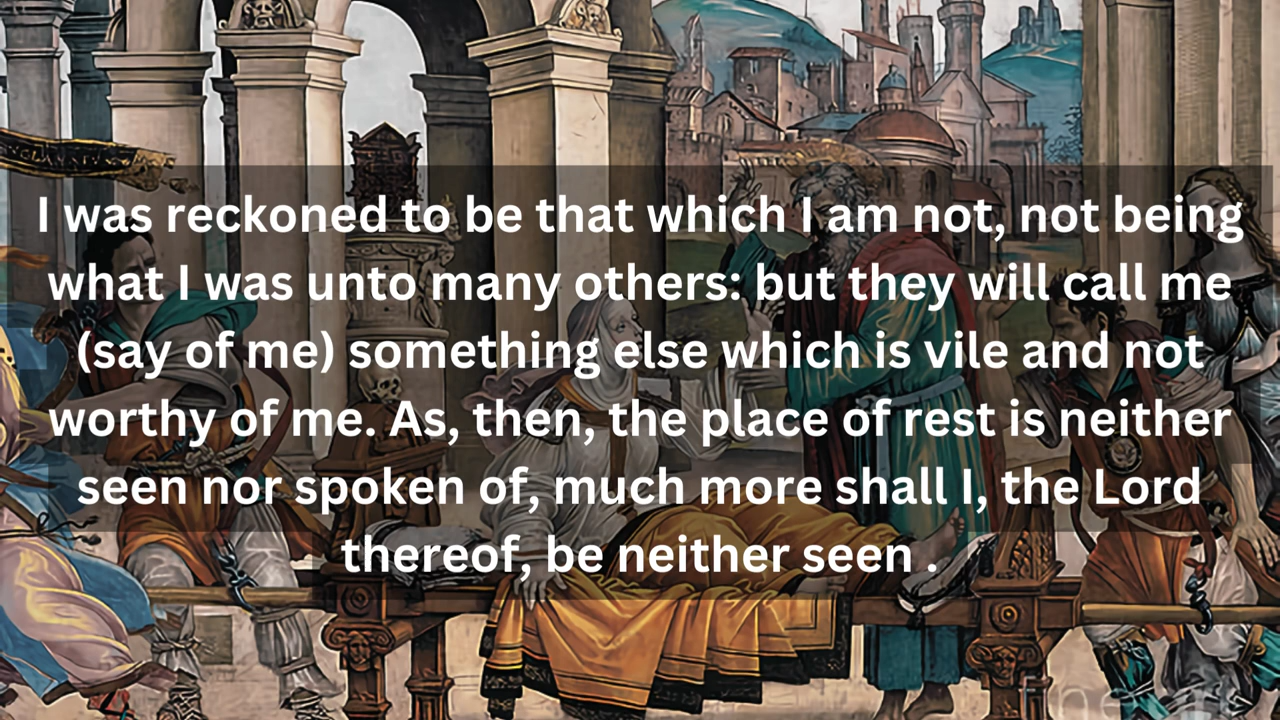 I was reckoned to be that which I am not, not being
what I was unto many others: but they will call me
(say of me) something else which is vile and not
worthy of me. As, then, the place of rest is neither
seen nor spoken of, much more shall I, the Lord
thereof, be neither seen .